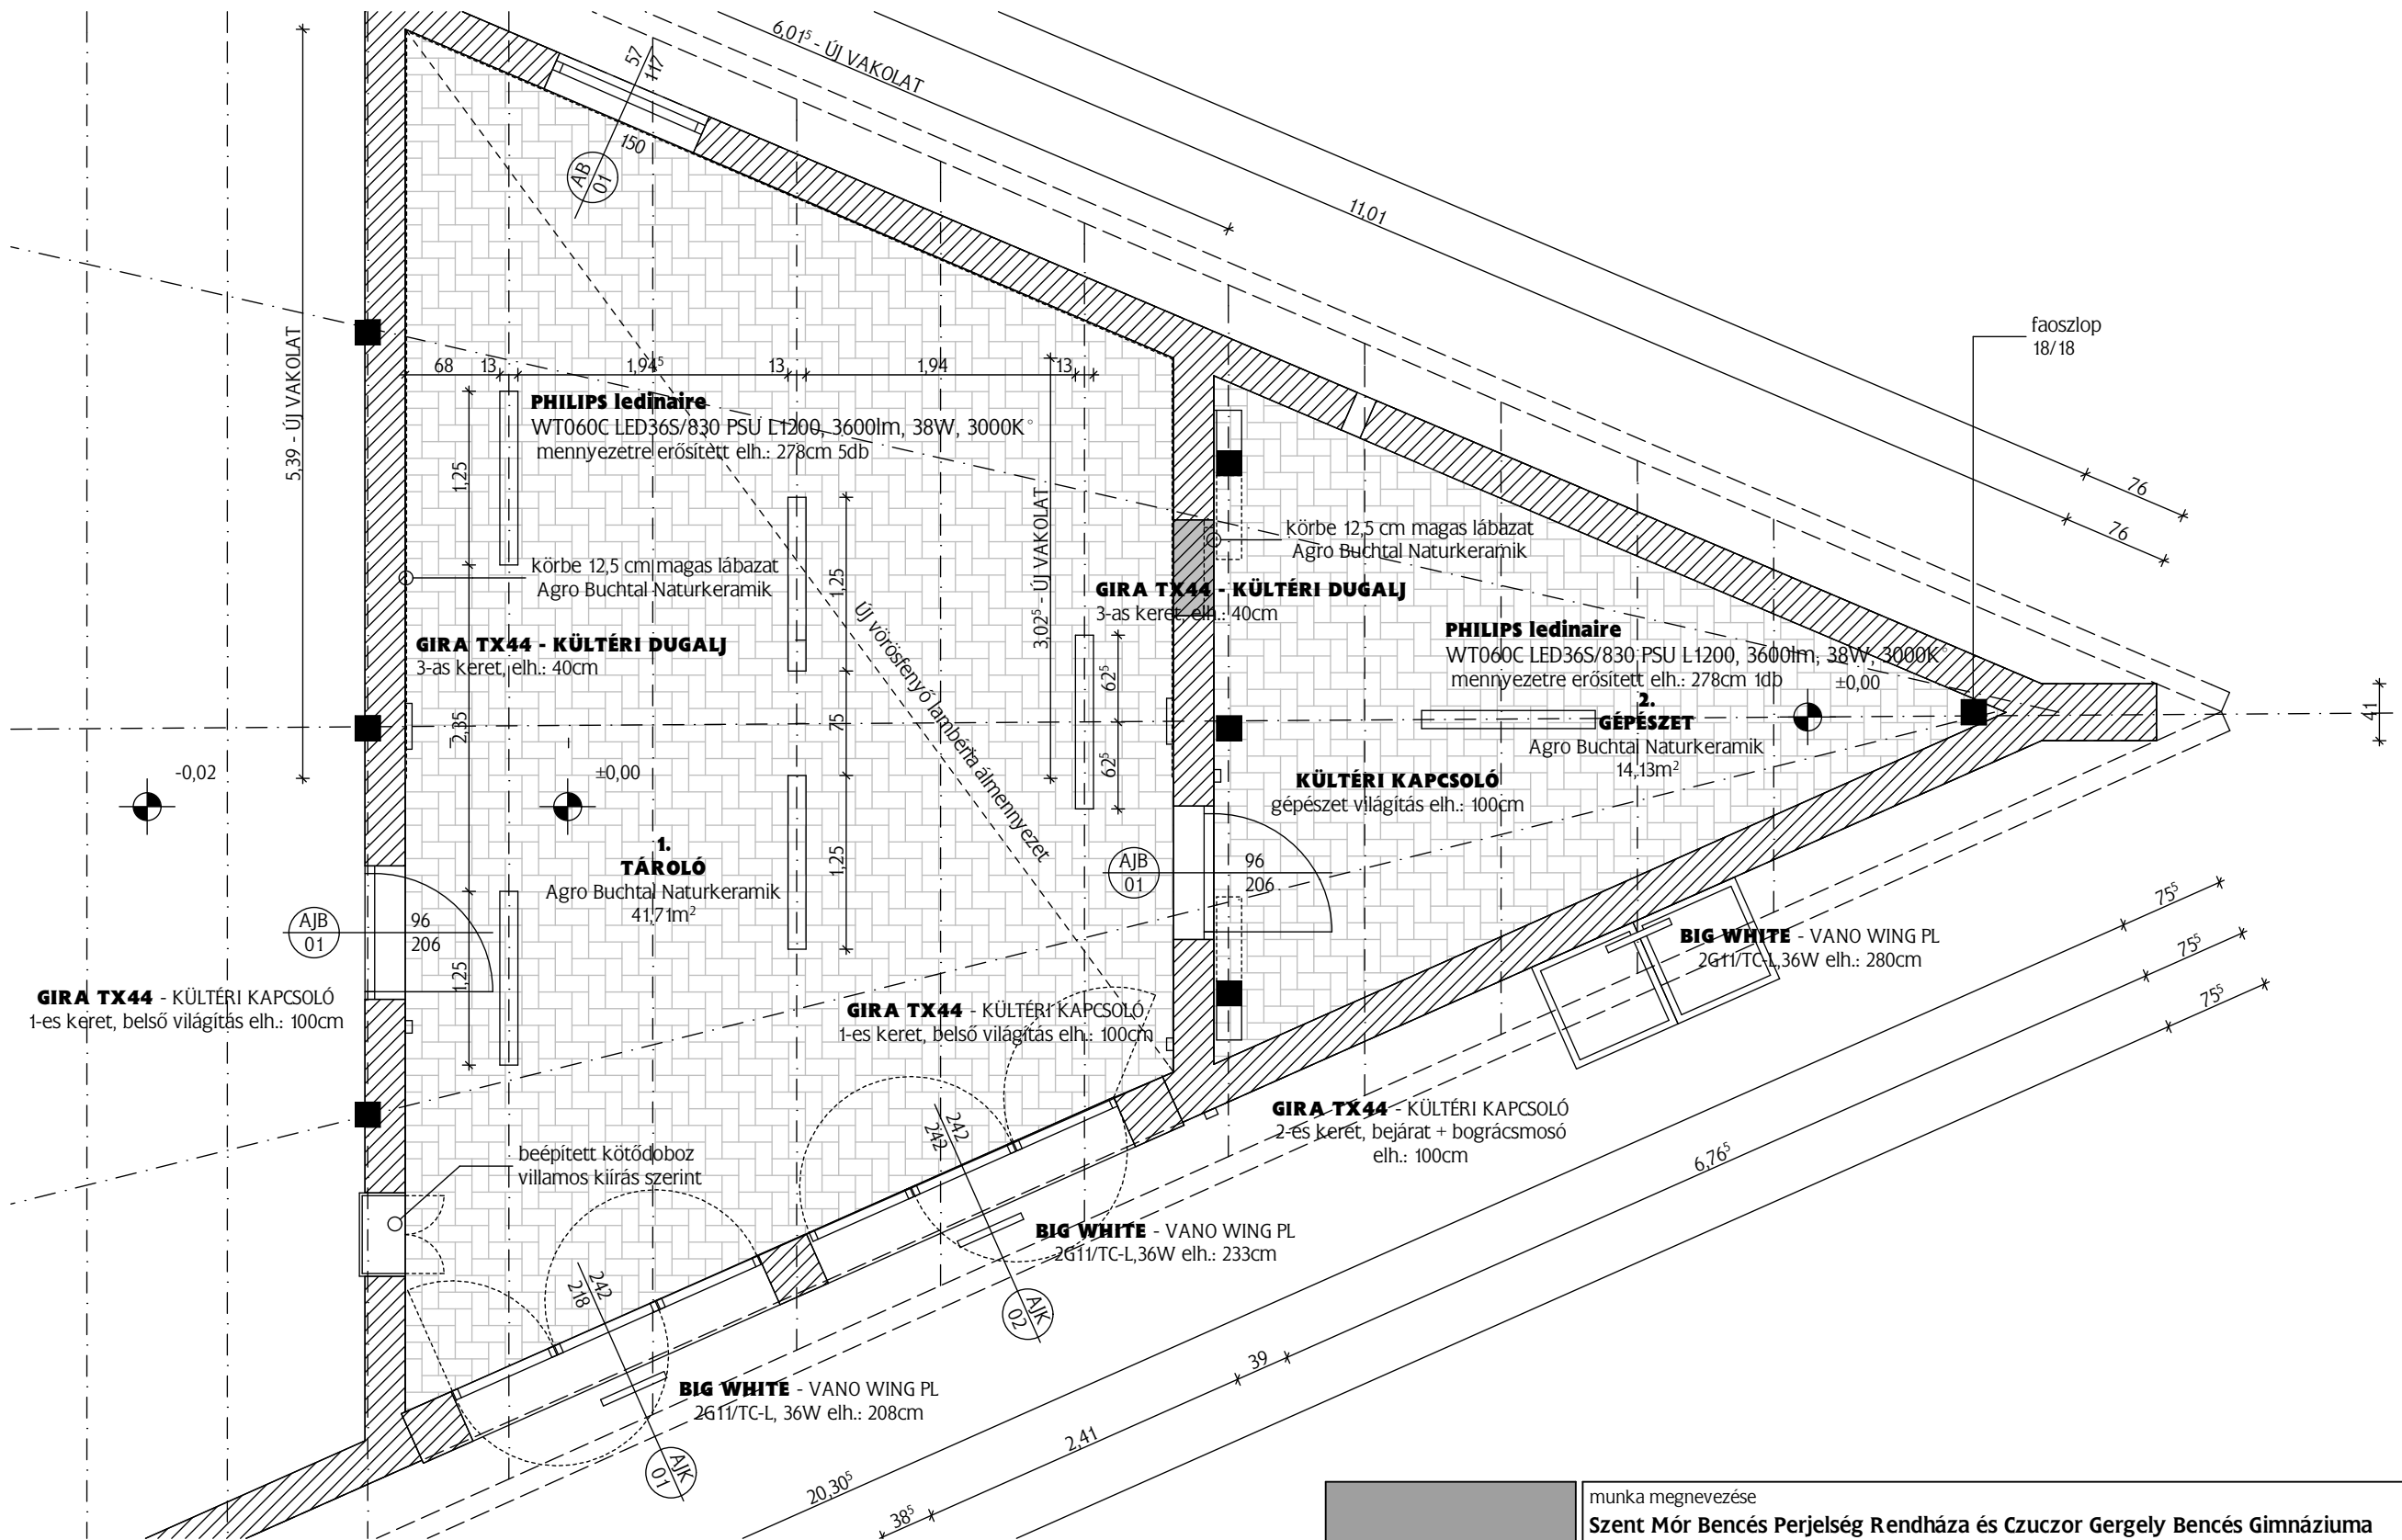 6,01⁵ - ÚJ VAKOLAT
57
117
150
AB
01
11,01
76
76
faoszlop
18/18
5,39 - ÚJ VAKOLAT
68
13
1,94⁵
13
1,94
13
PHILIPS ledinaire
WT060C LED36S/830 PSU L1200, 3600lm, 38W, 3000K°
mennyezetre erősített elh.: 278cm 5db
1,25
körbe 12,5 cm magas lábazat
Agro Buchtal Naturkeramik
1,25
3,02⁵ - ÚJ VAKOLAT
körbe 12,5 cm magas lábazat
Agro Buchtal Naturkeramik
GIRA TX44 - KÜLTÉRI DUGALJ
3-as keret, elh.: 40cm
GIRA TX44 - KÜLTÉRI DUGALJ
3-as keret, elh.: 40cm
Új vörösfenyő lambéria álmennyezet
PHILIPS ledinaire
WT060C LED36S/830 PSU L1200, 3600lm, 38W, 3000K°
mennyezetre erősített elh.: 278cm 1db
±0,00
2.
GÉPÉSZET
Agro Buchtal Naturkeramik
14,13m²
41
2,35
75
62⁵
62⁵
-0,02
±0,00
KÜLTÉRI KAPCSOLÓ
gépészet világítás elh.: 100cm
1.
TÁROLÓ
Agro Buchtal Naturkeramik
41,71m²
1,25
AJB
01
96
206
AJB
01
96
206
1,25
75⁵
75⁵
75⁵
BIG WHITE - VANO WING PL
2G11/TC-L,36W elh.: 280cm
GIRA TX44 - KÜLTÉRI KAPCSOLÓ
1-es keret, belső világítás elh.: 100cm
GIRA TX44 - KÜLTÉRI KAPCSOLÓ
1-es keret, belső világítás elh.: 100cm
GIRA TX44 - KÜLTÉRI KAPCSOLÓ
2-es keret, bejárat + bográcsmosó
elh.: 100cm
242
242
6,76⁵
beépített kötődoboz
villamos kiírás szerint
BIG WHITE - VANO WING PL
2G11/TC-L,36W elh.: 233cm
242
218
AJK
02
BIG WHITE - VANO WING PL
2G11/TC-L, 36W elh.: 208cm
AJK
01
39
2,41
20,30⁵
38⁵
munka megnevezése
Szent Mór Bencés Perjelség Rendháza és Czuczor Gergely Bencés Gimnáziuma